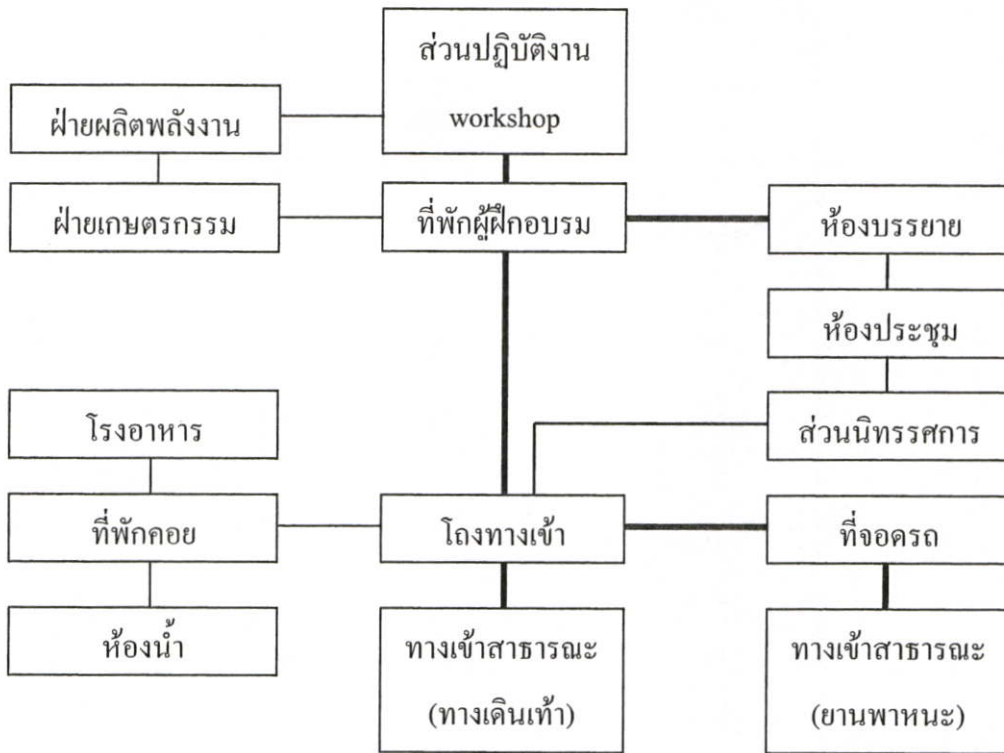 ส่วนปฏิบัติงาน
workshop
ฝ่ายผลิตพลังงาน
ฝ่ายเกษตรกรรม
ที่พักผู้ฝึกอบรม
ห้องบรรยาย
ห้องประชุม
โรงอาหาร
ส่วนนิทรรศการ
ที่พักคอย
โถงทางเข้า
ที่จอดรถ
ห้องน้ำ
ทางเข้าสาธารณะ
(ทางเดินเท้า)
ทางเข้าสาธารณะ
(ยานพาหนะ)